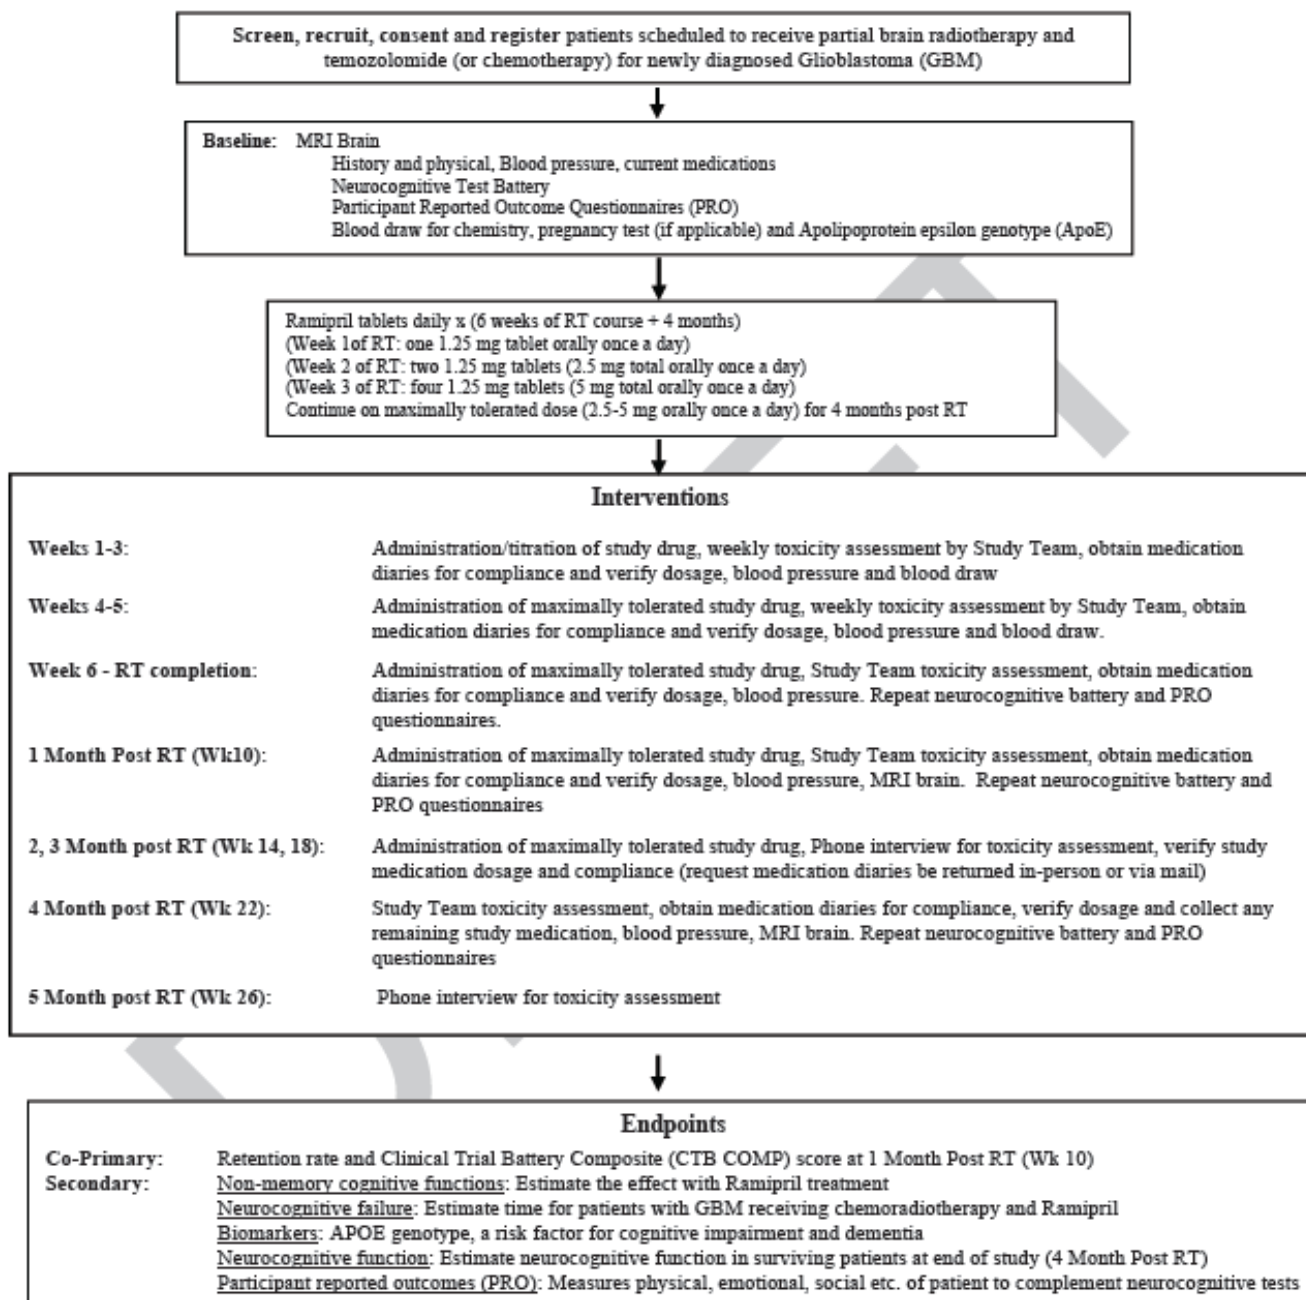 Screen, recruit, consent and register patients scheduled to receive partial brain radiotherapy and
temozolomide (or chemotherapy) for newly diagnosed Glioblastoma (GBM)
Baseline: MRI Brain
History and physical, Blood pressure, current medications
Neurocognitive Test Battery
Participant Reported Outcome Questionnaires (PRO)
Blood draw for chemistry, pregnancy test (if applicable) and Apolipoprotein epsilon genotype (ApoE)
Ramipril tablets daily x (6 weeks of RT course + 4 months)
(Week 1of RT: one 1.25 mg tablet orally once a day)
(Week 2 of RT: two 1.25 mg tablets (2.5 mg total orally once a day)
(Week 3 of RT: four 1.25 mg tablets (5 mg total orally once a day)
Continue on maximally tolerated dose (2.5-5 mg orally once a day) for 4 months post RT
Interventions
Weeks 1-3: Administration/titration of study drug, weekly toxicity assessment by Study Team, obtain medication
diaries for compliance and verify dosage, blood pressure and blood draw
Weeks 4-5: Administration of maximally tolerated study drug, weekly toxicity assessment by Study Team, obtain
medication diaries for compliance and verify dosage, blood pressure and blood draw.
Week 6 - RT completion: Administration of maximally tolerated study drug, Study Team toxicity assessment, obtain medication
diaries for compliance and verify dosage, blood pressure. Repeat neurocognitive battery and PRO
questionnaires.
1 Month Post RT (Wk10): Administration of maximally tolerated study drug, Study Team toxicity assessment, obtain medication
diaries for compliance and verify dosage, blood pressure, MRI brain. Repeat neurocognitive battery and
PRO questionnaires
2, 3 Month post RT (Wk 14, 18): Administration of maximally tolerated study drug, Phone interview for toxicity assessment, verify study
medication dosage and compliance (request medication diaries be returned in-person or via mail)
4 Month post RT (Wk 22): Study Team toxicity assessment, obtain medication diaries for compliance, verify dosage and collect any
remaining study medication, blood pressure, MRI brain. Repeat neurocognitive battery and PRO
questionnaires
5 Month post RT (Wk 26): Phone interview for toxicity assessment
Endpoints
Co-Primary: Retention rate and Clinical Trial Battery Composite (CTB COMP) score at 1 Month Post RT (Wk 10)
Secondary: Non-memory cognitive functions: Estimate the effect with Ramipril treatment
Neurocognitive failure: Estimate time for patients with GBM receiving chemoradiotherapy and Ramipril
Biomarkers: APOE genotype, a risk factor for cognitive impairment and dementia
Neurocognitive function: Estimate neurocognitive function in surviving patients at end of study (4 Month Post RT)
Participant reported outcomes (PRO): Measures physical, emotional, social etc. of patient to complement neurocognitive tests